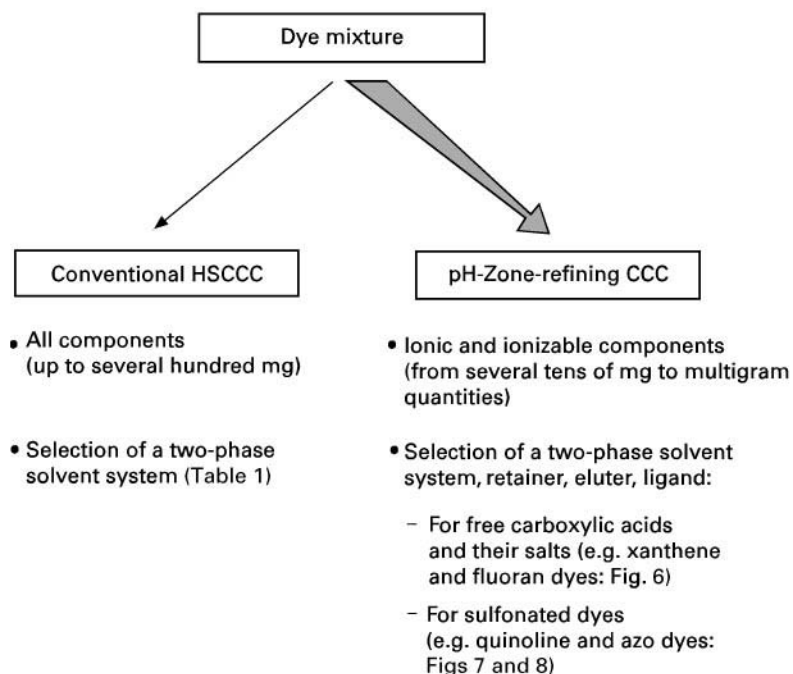 Dye mixture
Conventional HSCCC
• All components
(up to several hundred mg)
• Selection of a two-phase
solvent system (Table 1)
pH-Zone-refining CCC
• Ionic and ionizable components
(from several tens of mg to multigram
quantities)
• Selection of a two-phase solvent
system, retainer, eluter, ligand:
– For free carboxylic acids
and their salts (e.g. xanthene
and fluoran dyes: Fig. 6)
– For sulfonated dyes
(e.g. quinoline and azo dyes:
Figs 7 and 8)